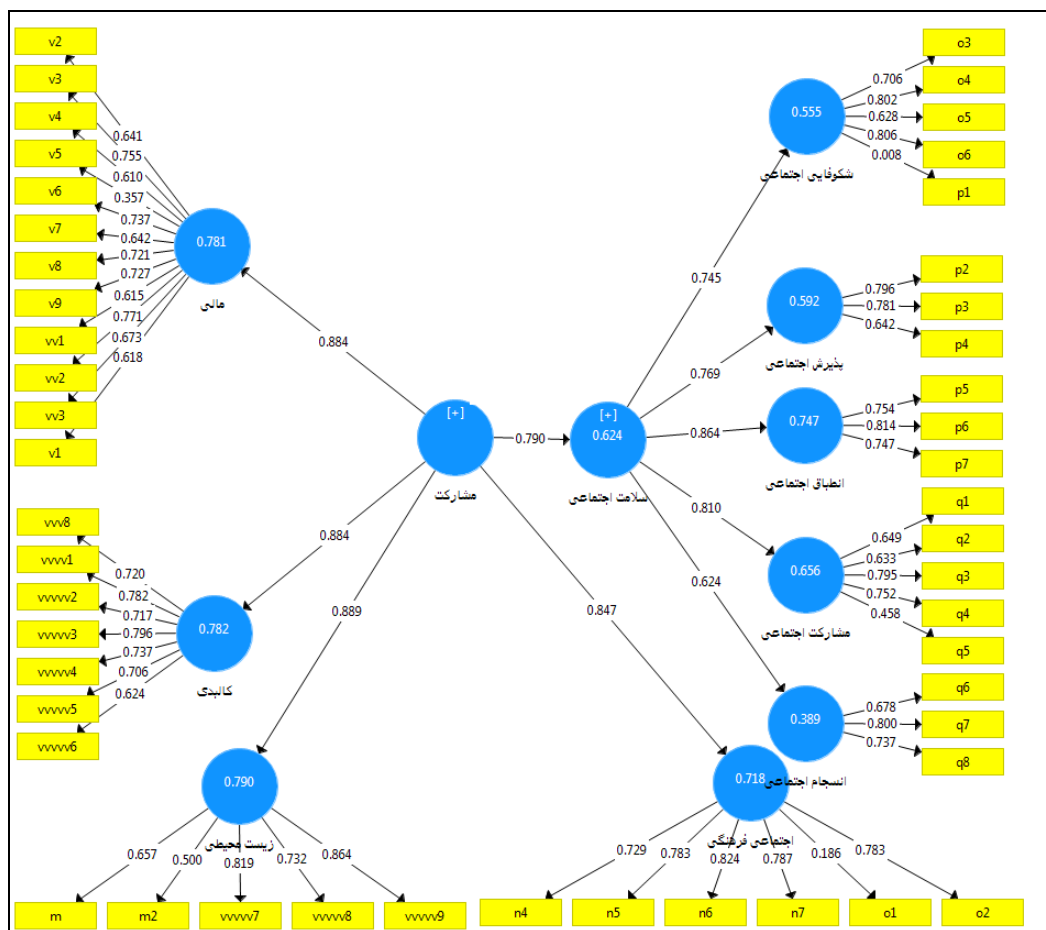 v2
v3
v4
v5
v6
v7
v8
v9
vv1
vv2
vv3
v1
0.641
0.755
0.610
0.357
0.737
0.642
0.721
0.727
0.615
0.771
0.673
0.618
0.781
مالی
0.884
o3
o4
o5
o6
p1
0.706
0.802
0.628
0.806
0.008
0.555
شکوفایی اجتماعی
0.745
p2
p3
p4
0.796
0.781
0.642
0.592
پذیرش اجتماعی
0.769
p5
p6
p7
0.754
0.814
0.747
0.747
انطباق اجتماعی
0.864
[+]
مشارکت
0.790
[+]
0.624
سلامت اجتماعی
q1
q2
q3
q4
q5
0.649
0.633
0.795
0.752
0.458
0.656
مشارکت اجتماعی
0.810
q6
q7
q8
0.678
0.800
0.737
0.389
انسجام اجتماعی
0.624
vvv8
vvvv1
vvvvv2
vvvvv3
vvvvv4
vvvvv5
vvvvv6
0.720
0.782
0.717
0.796
0.737
0.706
0.624
0.782
کالبدی
0.884
0.889
0.847
0.790
زیست محیطی
0.657
0.500
0.819
0.732
0.864
m
m2
vvvvv7
vvvvv8
vvvvv9
0.718
اجتماعی فرهنگی
0.729
0.783
0.824
0.787
0.186
0.783
n4
n5
n6
n7
o1
o2